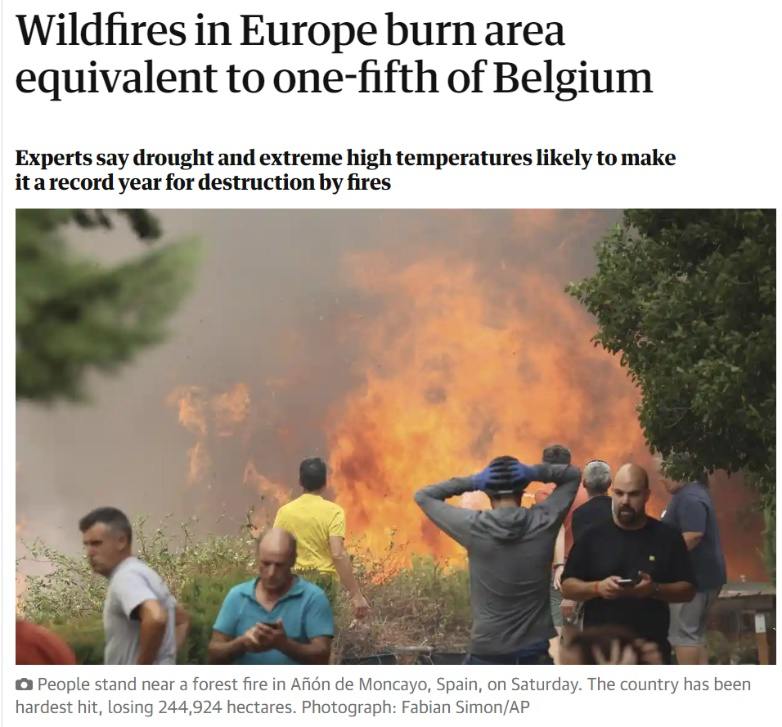 Wildfires in Europe burn area
equivalent to one-fifth of Belgium
Experts say drought and extreme high temperatures likely to make
it a record year for destruction by fires
People stand near a forest fire in Añón de Moncayo, Spain, on Saturday. The country has been
hardest hit, losing 244,924 hectares. Photograph: Fabian Simon/AP